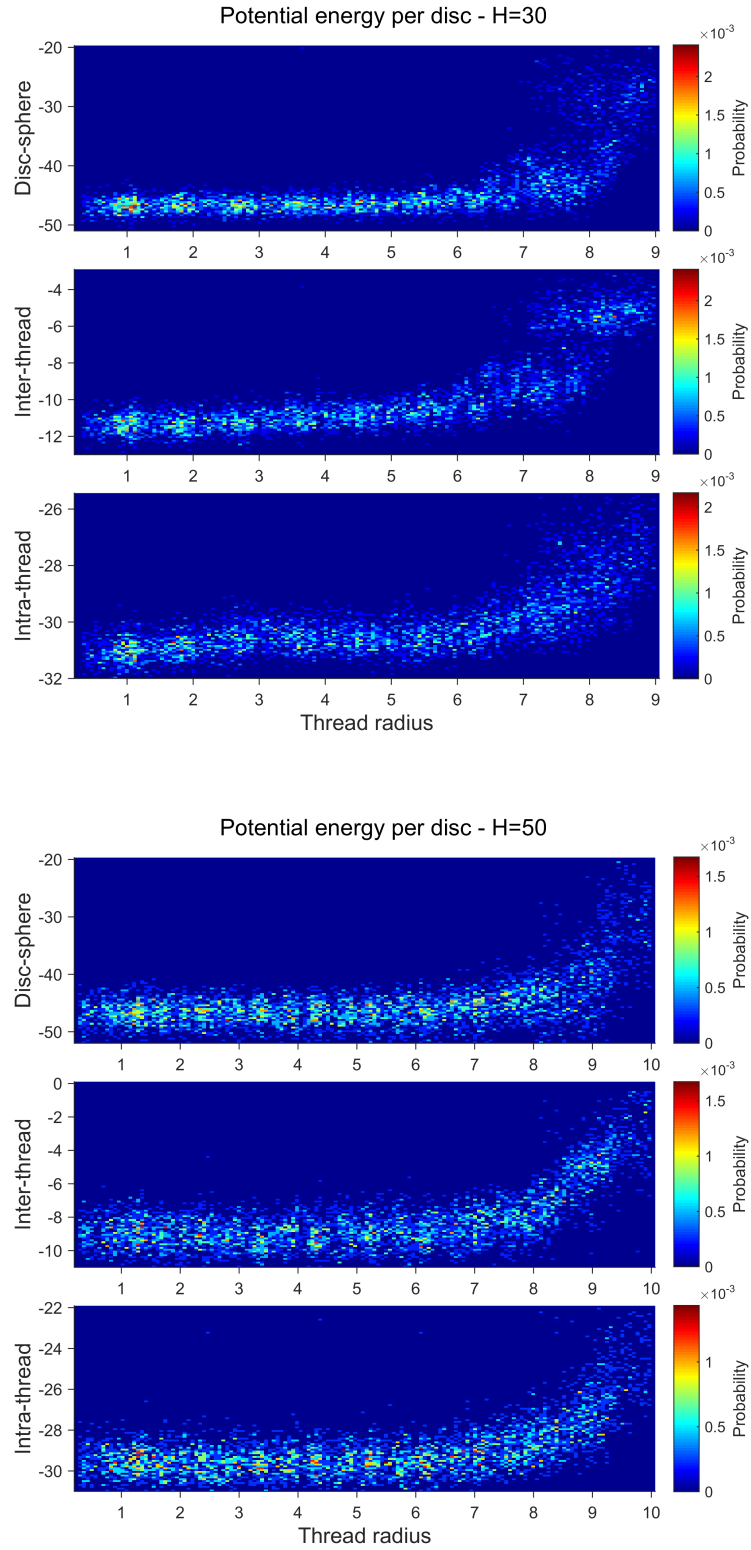 Potential energy per disc - H=30
×10⁻³
-20
-30
-40
-50
Disc-sphere
1 2 3 4 5 6 7 8 9
2
1.5
1
0.5
0
Probability
×10⁻³
-4
-6
-8
-10
-12
Inter-thread
1 2 3 4 5 6 7 8 9
2
1.5
1
0.5
0
Probability
×10⁻³
-26
-28
-30
-32
Intra-thread
1 2 3 4 5 6 7 8 9
2
1.5
1
0.5
0
Probability
Thread radius
Potential energy per disc - H=50
×10⁻³
-20
-30
-40
-50
Disc-sphere
1 2 3 4 5 6 7 8 9 10
1.5
1
0.5
0
Probability
×10⁻³
0
-2
-4
-6
-8
-10
Inter-thread
1 2 3 4 5 6 7 8 9 10
1.5
1
0.5
0
Probability
×10⁻³
-22
-24
-26
-28
-30
Intra-thread
1 2 3 4 5 6 7 8 9 10
1
0.5
0
Probability
Thread radius